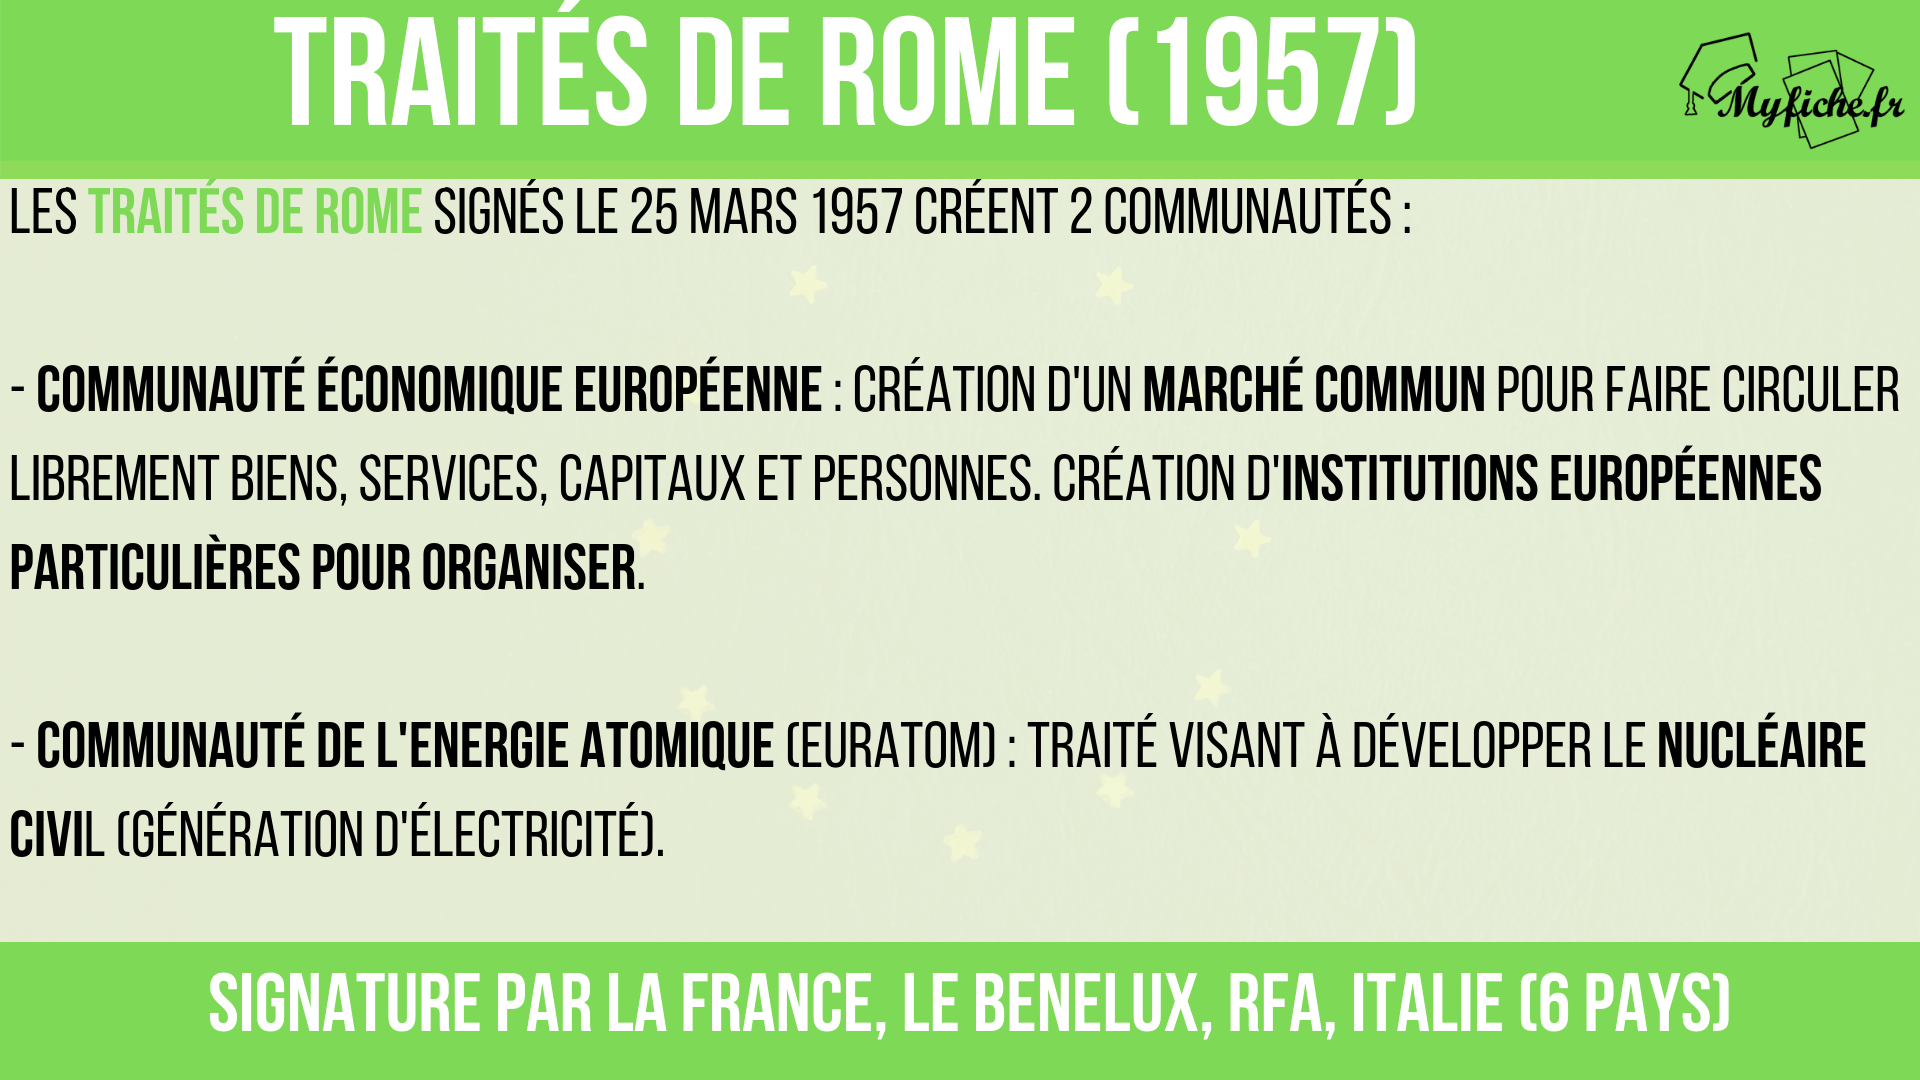 TRAITÉS DE ROME (1957)
Myfiche.fr
LES TRAITÉS DE ROME SIGNÉS LE 25 MARS 1957 CRÉENT 2 COMMUNAUTÉS :
- COMMUNAUTÉ ÉCONOMIQUE EUROPÉENNE : CRÉATION D'UN MARCHÉ COMMUN POUR FAIRE CIRCULER
LIBREMENT BIENS, SERVICES, CAPITAUX ET PERSONNES. CRÉATION D'INSTITUTIONS EUROPÉENNES
PARTICULIÈRES POUR ORGANISER.
- COMMUNAUTÉ DE L'ENERGIE ATOMIQUE (EURATOM) : TRAITÉ VISANT À DÉVELOPPER LE NUCLÉAIRE
CIVIL (GÉNÉRATION D'ÉLECTRICITÉ).
SIGNATURE PAR LA FRANCE, LE BENELUX, RFA, ITALIE (6 PAYS)